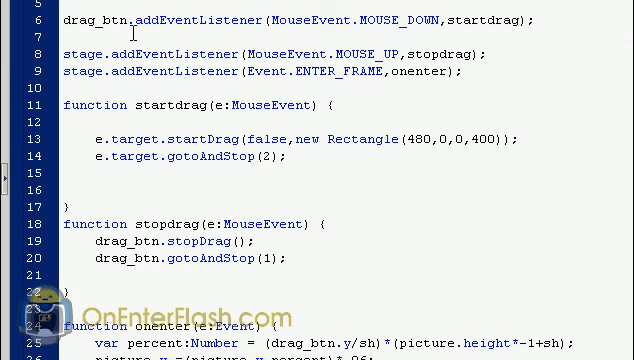 5
6 drag_btn.addEventListener(MouseEvent.MOUSE_DOWN,startdrag);
7
8 stage.addEventListener(MouseEvent.MOUSE_UP,stopdrag);
9 stage.addEventListener(Event.ENTER_FRAME,onenter);
10
11 function startdrag(e:MouseEvent) {
12
13 e.target.startDrag(false,new Rectangle(480,0,0,400));
14 e.target.gotoAndStop(2);
15
16
17 }
18 function stopdrag(e:MouseEvent) {
19 drag_btn.stopDrag();
20 drag_btn.gotoAndStop(1);
21
22 }
OEF OnEnterFlash.com
24 function onenter(e:Event) {
25 var percent:Number = (drag_btn.y/sh)*(picture.height*-1+sh);